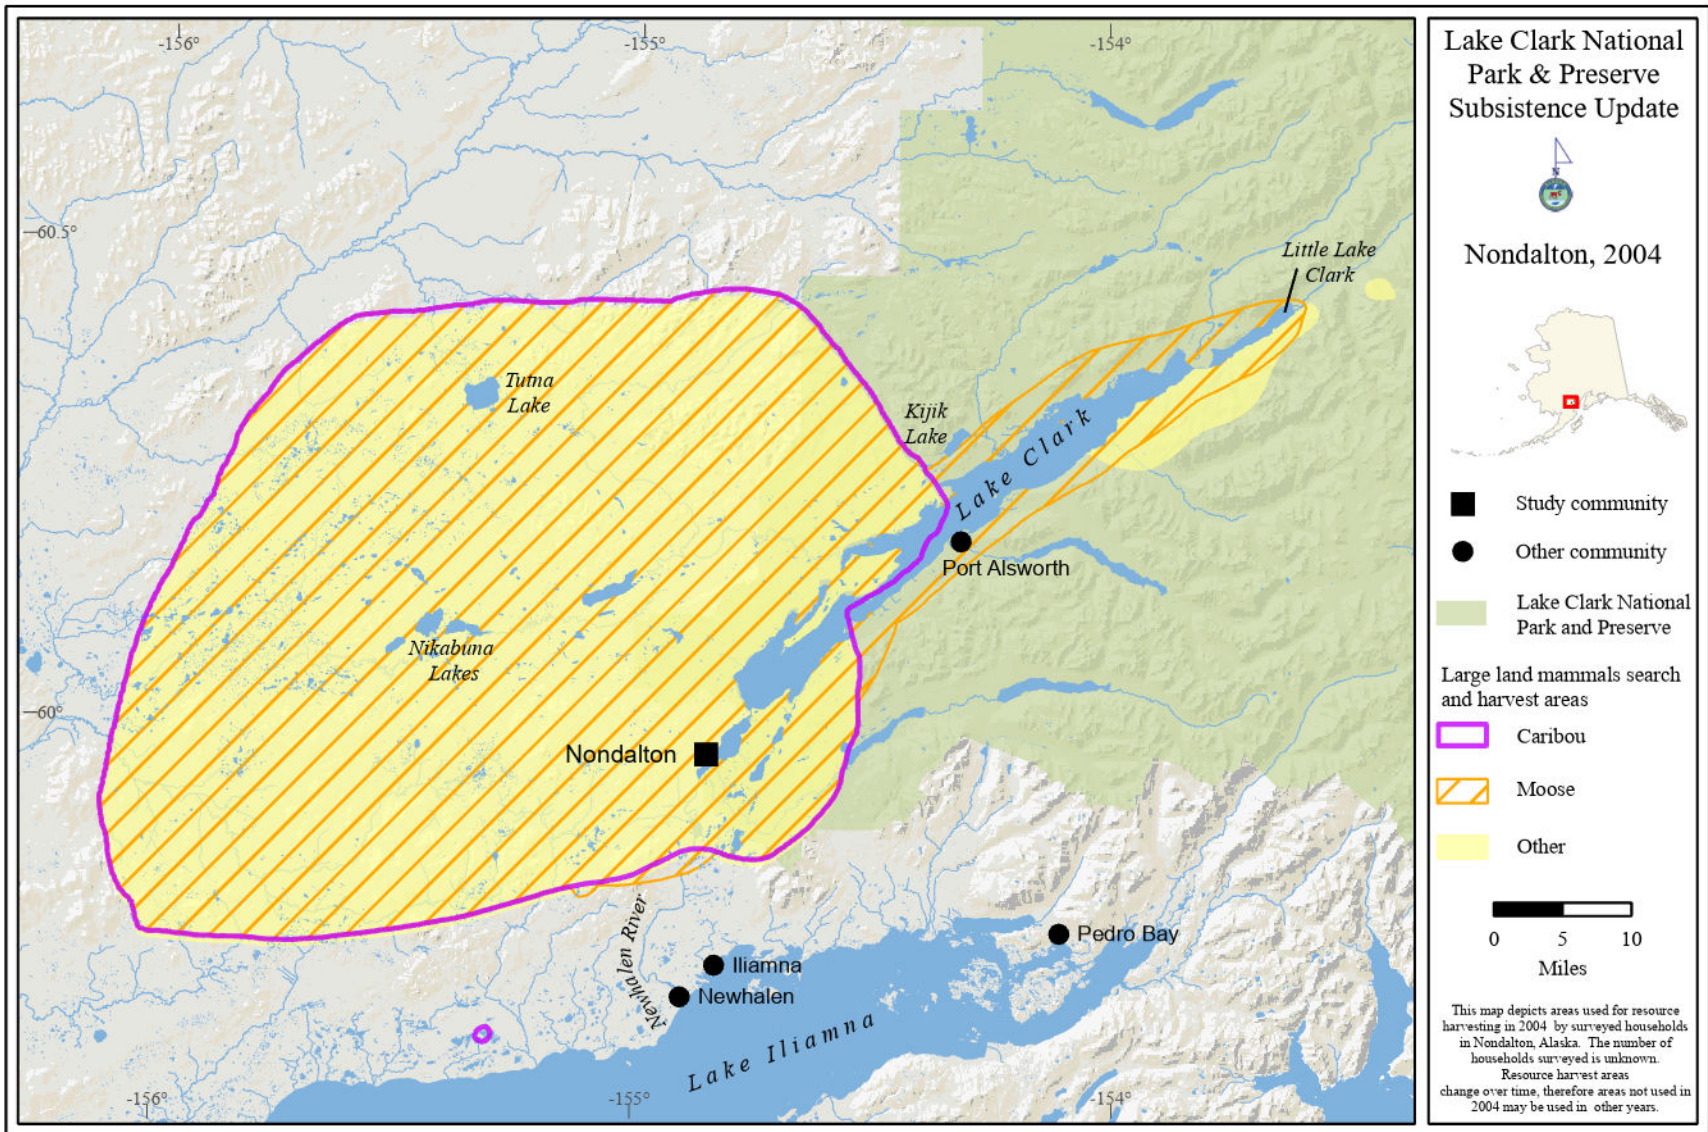 -156°
-155°
-154°
60.5°
60°
Little Lake
Clark
Tutna
Lake
Kijik
Lake
Lake Clark
Port Alsworth
Nikabuna
Lakes
Nondalton
Newhalen River
Pedro Bay
Iliamna
Newhalen
Lake Iliamna
-156°
-155°
-154°
Lake Clark National
Park & Preserve
Subsistence Update
N
Nondalton, 2004
Study community
Other community
Lake Clark National
Park and Preserve
Large land mammals search
and harvest areas
Caribou
Moose
Other
0 5 10
Miles
This map depicts areas used for resource
harvesting in 2004 by surveyed households
in Nondalton, Alaska. The number of
households surveyed is unknown.
Resource harvest areas
change over time, therefore areas not used in
2004 may be used in other years.